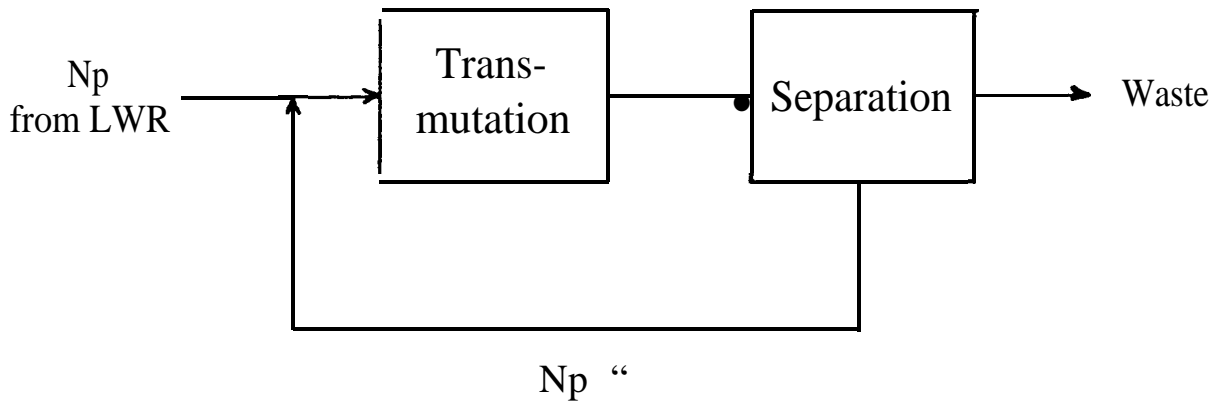 Np
from LWR
Trans-
mutation
Separation
Waste
Np “